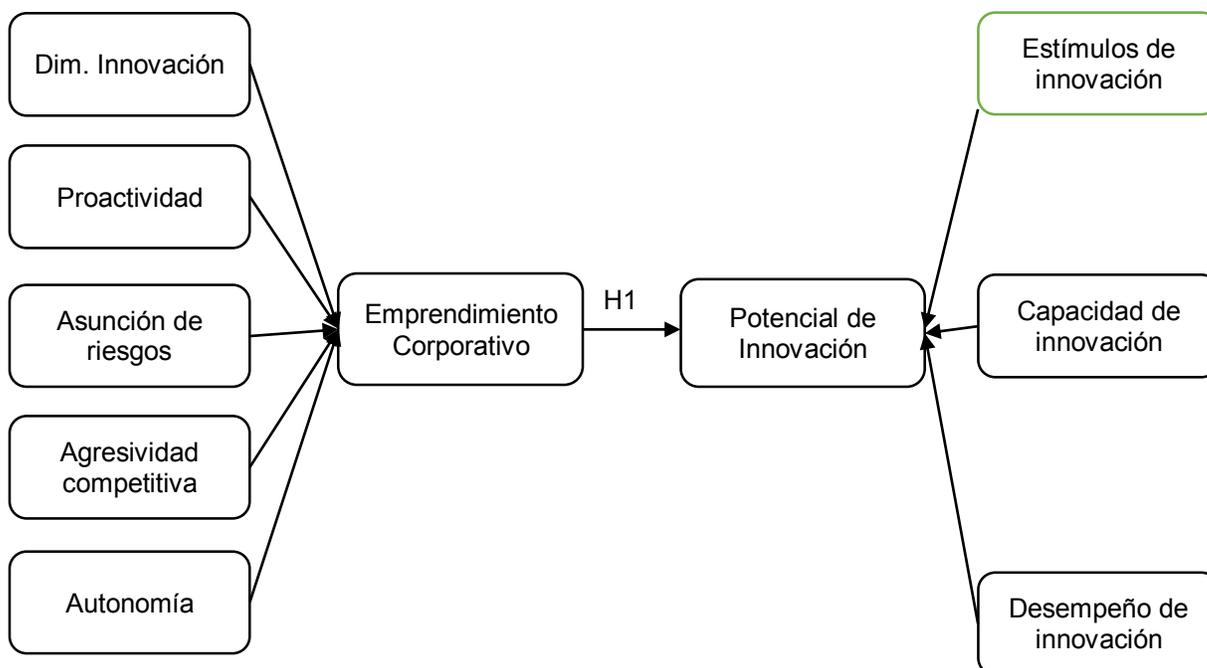 Dim. Innovación
Proactividad
Asunción de
riesgos
Agresividad
competitiva
Autonomía
Emprendimiento
Corporativo
H1
Potencial de
Innovación
Estímulos de
innovación
Capacidad de
innovación
Desempeño de
innovación